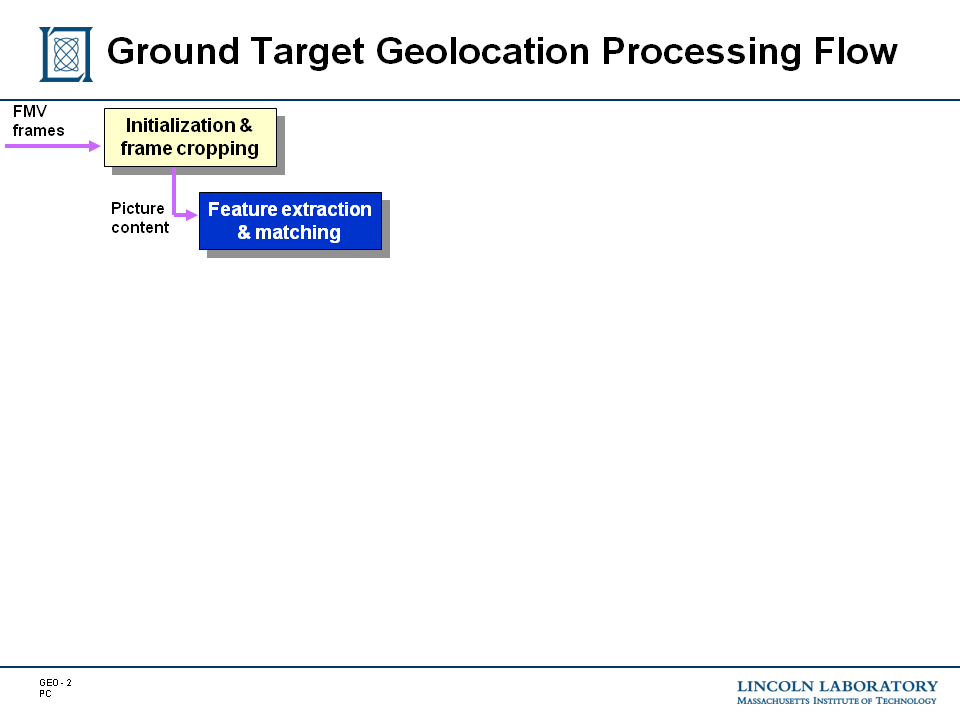 Ground Target Geolocation Processing Flow
FMV
frames
Initialization &
frame cropping
Picture
content
Feature extraction
& matching
GEO - 2
PC
LINCOLN LABORATORY
MASSACHUSETTS INSTITUTE OF TECHNOLOGY